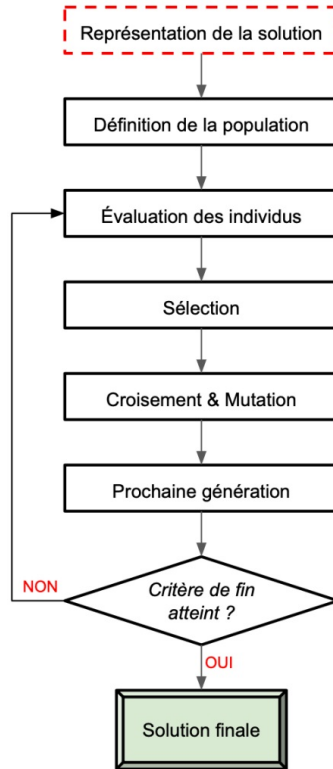 Représentation de la solution
Définition de la population
Évaluation des individus
Sélection
Croisement & Mutation
Prochaine génération
Critère de fin
atteint ?
NON
OUI
Solution finale